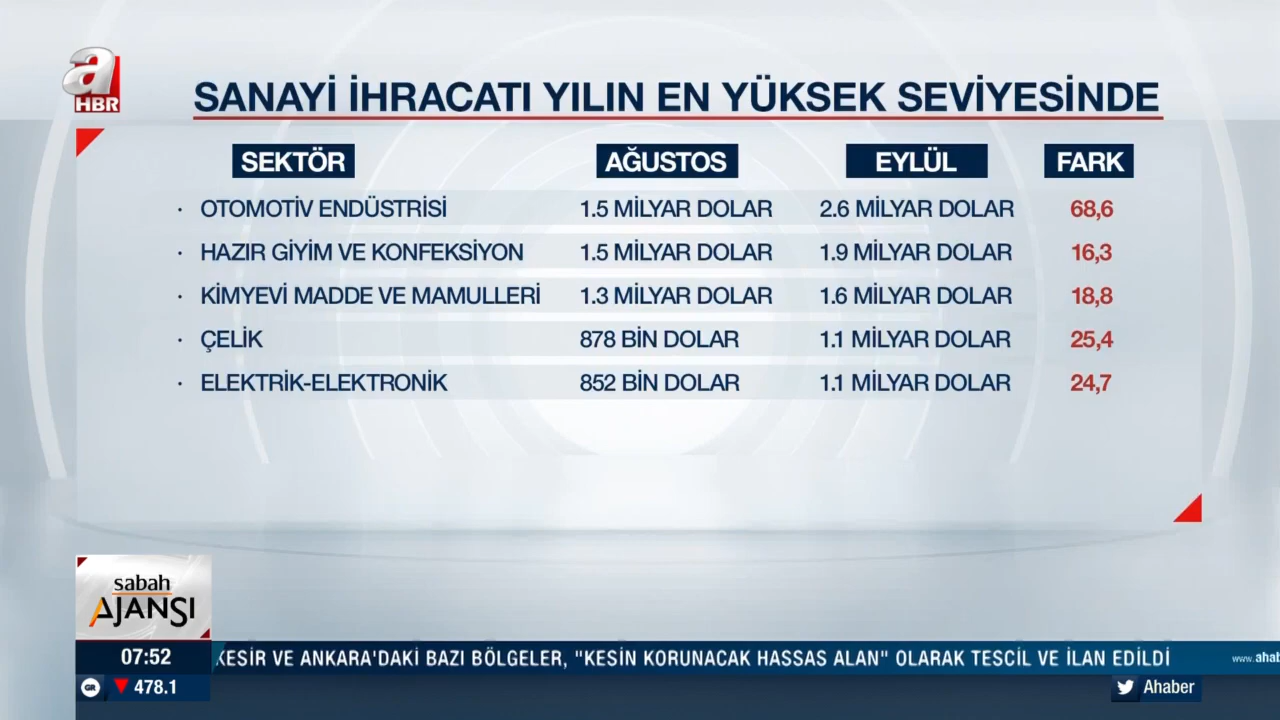 a
HBR
SANAYİ İHRACATI YILIN EN YÜKSEK SEVİYESİNDE
SEKTÖR AĞUSTOS EYLÜL FARK
· OTOMOTİV ENDÜSTRİSİ 1.5 MİLYAR DOLAR 2.6 MİLYAR DOLAR 68,6
· HAZIR GİYİM VE KONFEKSİYON 1.5 MİLYAR DOLAR 1.9 MİLYAR DOLAR 16,3
· KİMYEVİ MADDE VE MAMULLERİ 1.3 MİLYAR DOLAR 1.6 MİLYAR DOLAR 18,8
· ÇELİK 878 BİN DOLAR 1.1 MİLYAR DOLAR 25,4
· ELEKTRİK-ELEKTRONİK 852 BİN DOLAR 1.1 MİLYAR DOLAR 24,7
sabah
AJANSI
07:52 KESİR VE ANKARA'DAKİ BAZI BÖLGELER, "KESİN KORUNACAK HASSAS ALAN" OLARAK TESCİL VE İLAN EDİLDİ www.ahab
GR 478.1 Ahaber